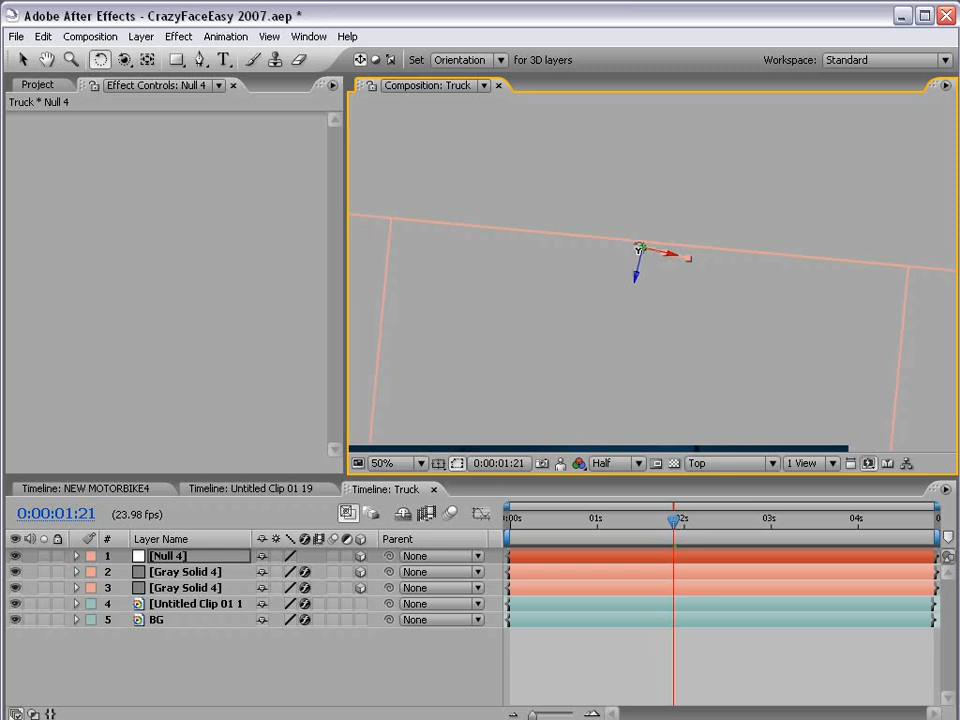 Adobe After Effects - CrazyFaceEasy 2007.aep *
File Edit Composition Layer Effect Animation View Window Help
Set Orientation for 3D layers Workspace: Standard
Project Effect Controls: Null 4 Composition: Truck
Truck * Null 4
Y
50% 0:00:01:21 Half Top 1 View
Timeline: NEW MOTORBIKE4 Timeline: Untitled Clip 01 19 Timeline: Truck
0:00:01:21 (23.98 fps)
:00s 01s 02s 03s 04s 0
# Layer Name Parent
1 [Null 4] None
2 [Gray Solid 4] None
3 [Gray Solid 4] None
4 [Untitled Clip 01 1 None
5 BG None